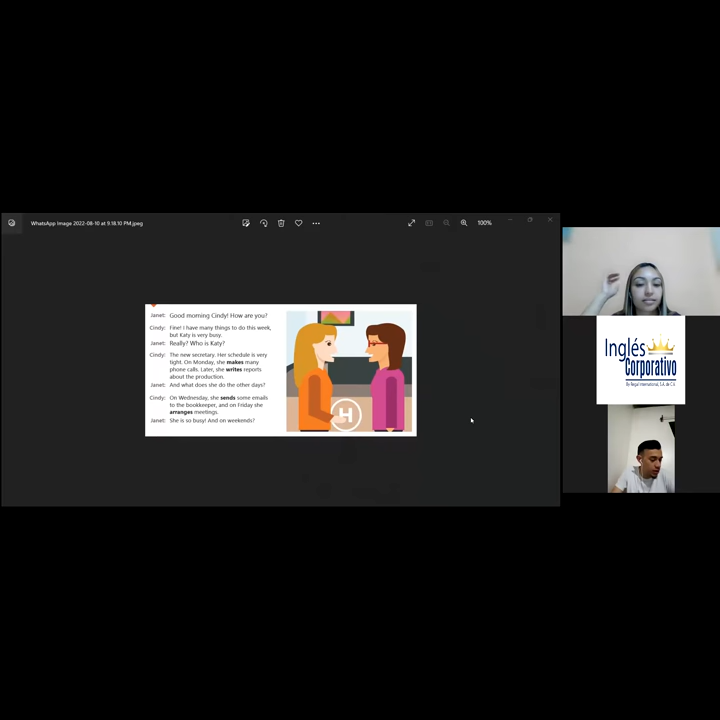 WhatsApp Image 2022-08-10 at 9.18.10 PM.jpeg
100%
Janet: Good morning Cindy! How are you?
Cindy: Fine! I have many things to do this week,
but Katy is very busy.
Janet: Really? Who is Katy?
Cindy: The new secretary. Her schedule is very
tight. On Monday, she makes many
phone calls. Later, she writes reports
about the production.
Janet: And what does she do the other days?
Cindy: On Wednesday, she sends some emails
to the bookkeeper, and on Friday she
arranges meetings.
Janet: She is so busy! And on weekends?
H
Inglés
Corporativo
By Regal International, S.A. de C.V.